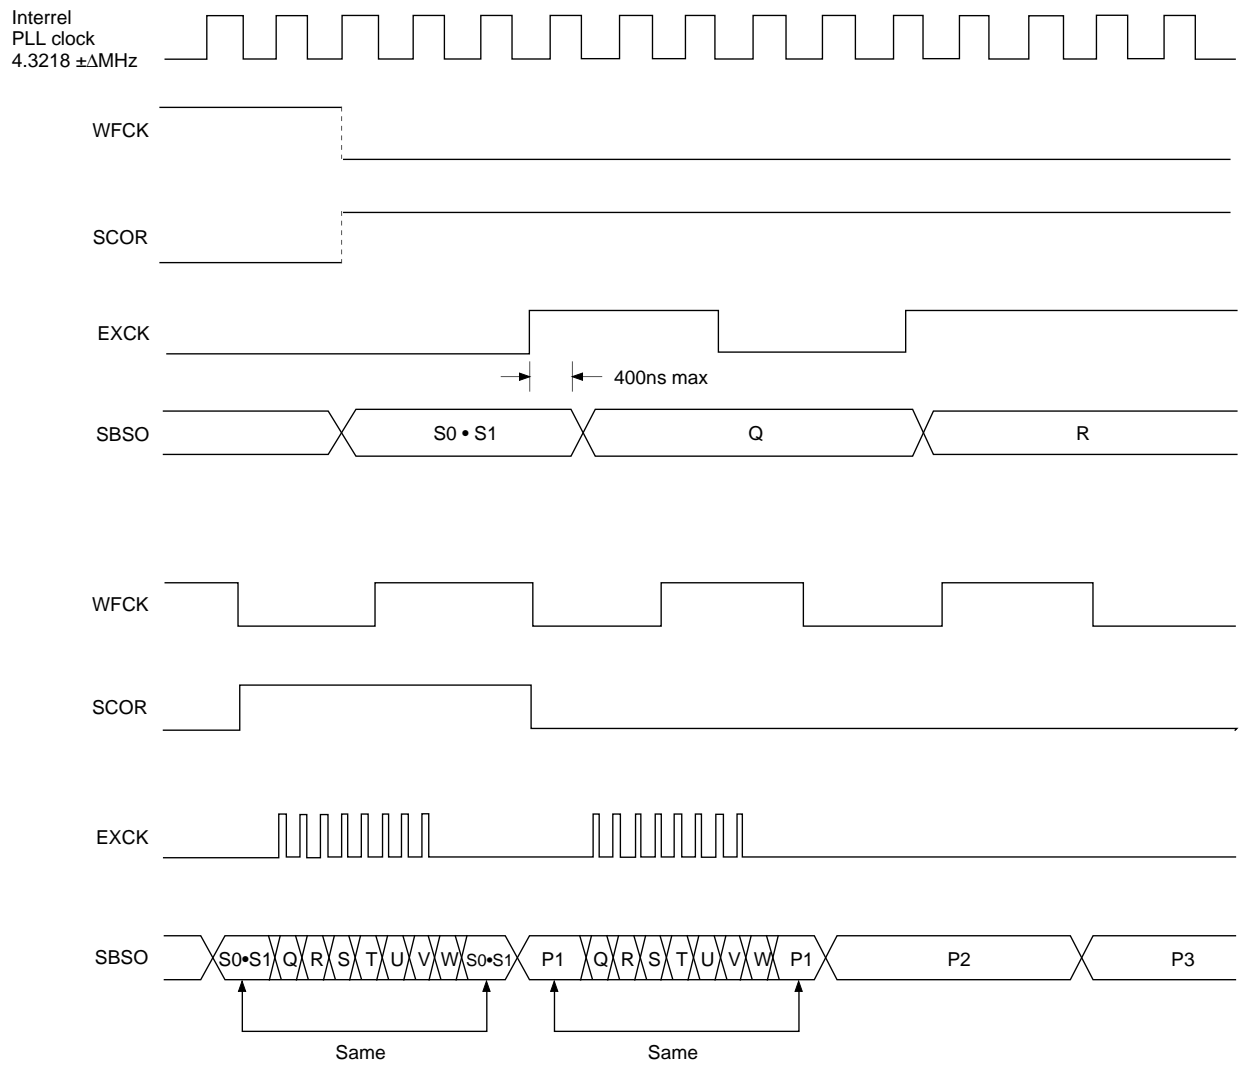 Interrel
PLL clock
4.3218 ±ΔMHz
WFCK
SCOR
EXCK
400ns max
SBSO
S0 • S1
Q
R
WFCK
SCOR
EXCK
SBSO
S0•S1 Q R S T U V W S0•S1 P1 Q R S T U V W P1 P2 P3
Same
Same